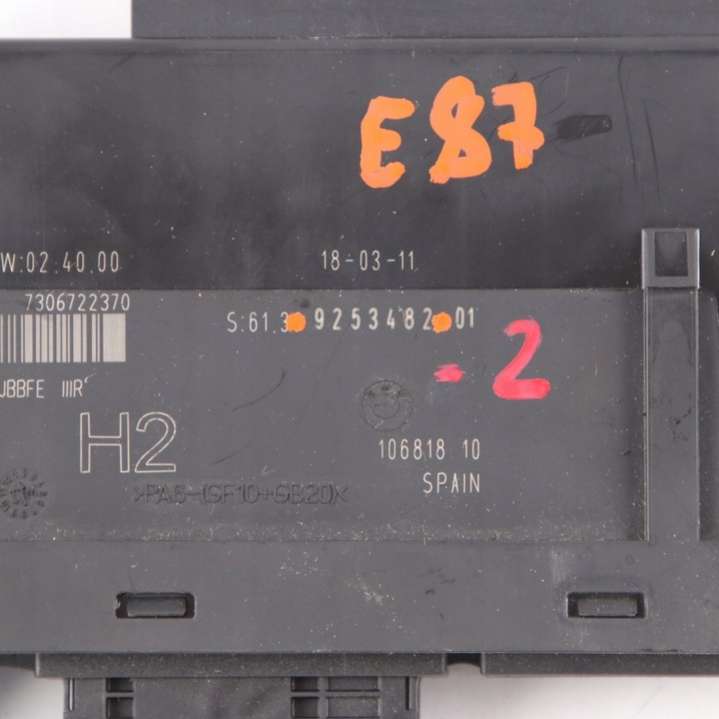 E87
W:02.40.00
18-03-11
7306722370
S:61.3 9253482 01
- 2
JBBFE IIIR
H2
106818 10
SPAIN
>PA6-(GF10+GB20)<